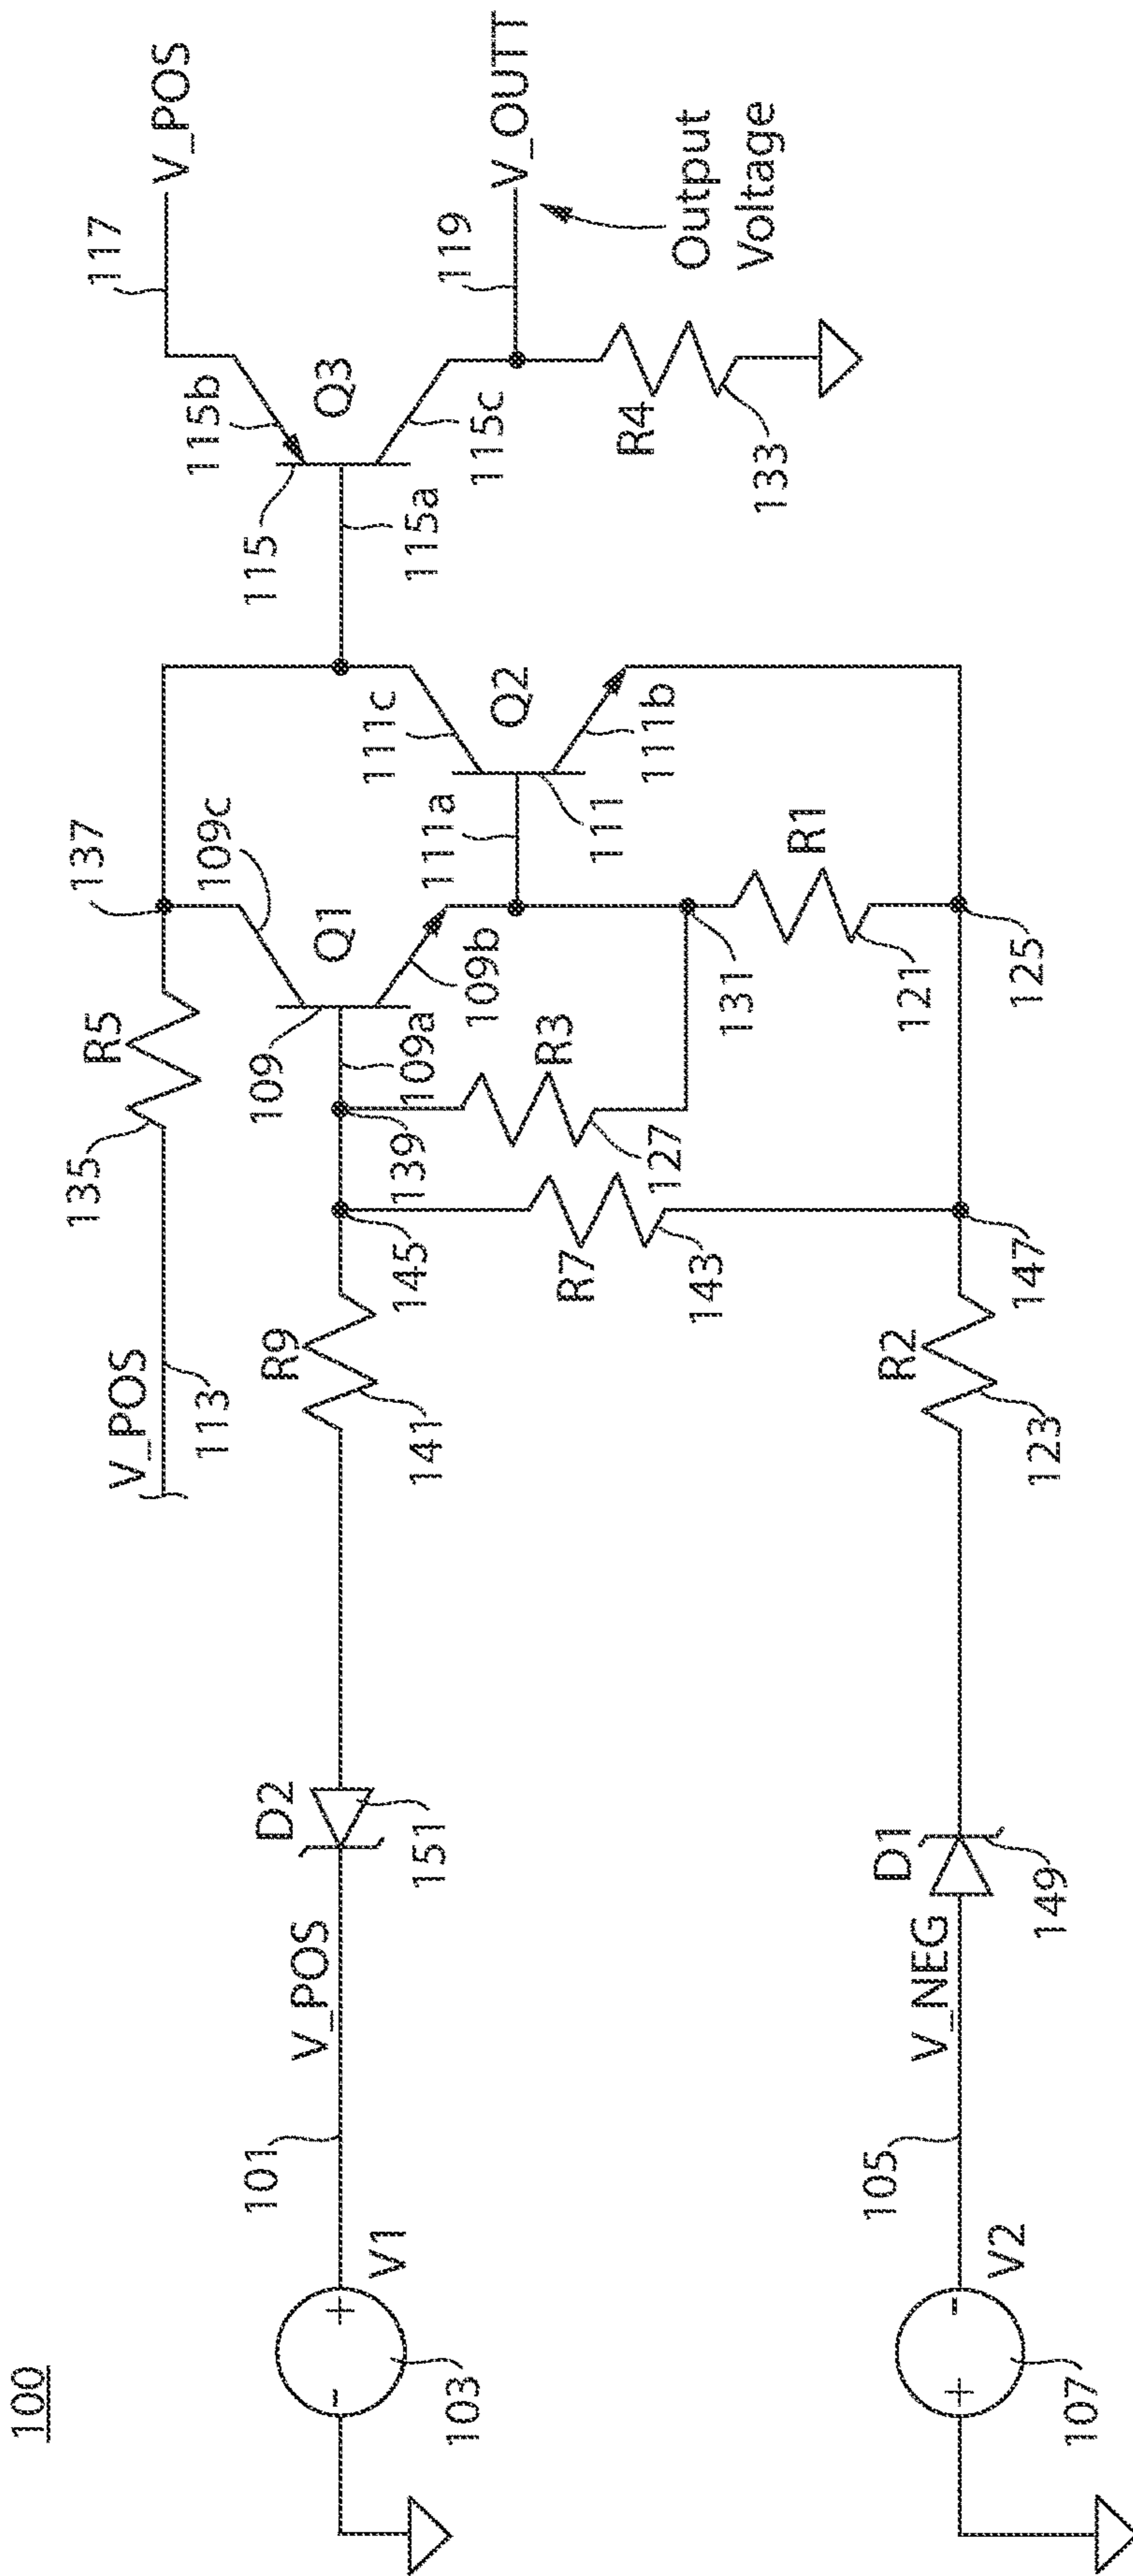 100
V_POS
117
V_POS
113
135
R5
137
109c
115b
115
Q3
115c
115a
V_OUTT
119
Output
Voltage
R4
133
109
Q1
109b
109a
111c
Q2
111a
111
111b
103
+
-
V1
101
V_POS
D2
151
R9
141
145
139
R3
127
131
R1
121
125
R7
143
147
107
+
-
V2
105
V_NEG
D1
149
R2
123